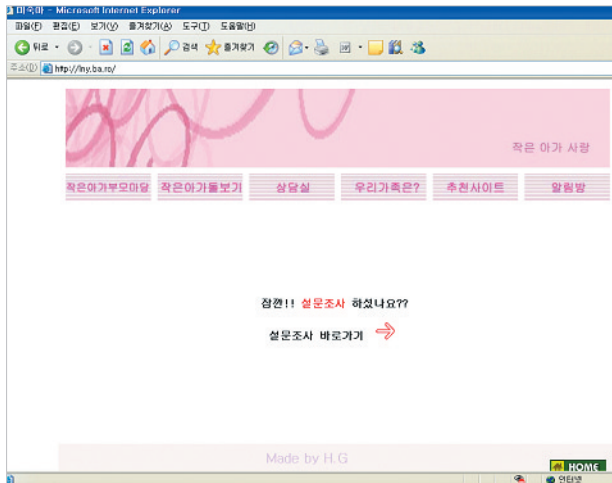 미숙아 - Microsoft Internet Explorer
파일(F) 편집(E) 보기(V) 즐겨찾기(A) 도구(T) 도움말(H)
뒤로 검색 즐겨찾기
주소(D) http://lny.ba.ro/
작은 아가 사랑
작은아가부모마당 작은아가돌보기 상담실 우리가족은? 추천사이트 알림방
잠깐!! 설문조사 하셨나요??
설문조사 바로가기
Made by H.G
HOME
인터넷